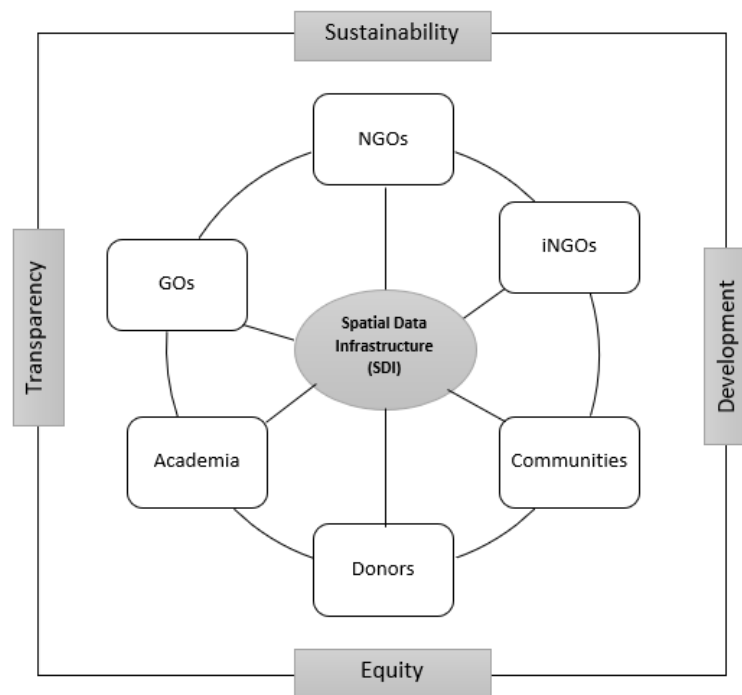 Sustainability
NGOs
iNGOs
GOs
Transparency
Spatial Data
Infrastructure
(SDI)
Development
Academia
Communities
Donors
Equity